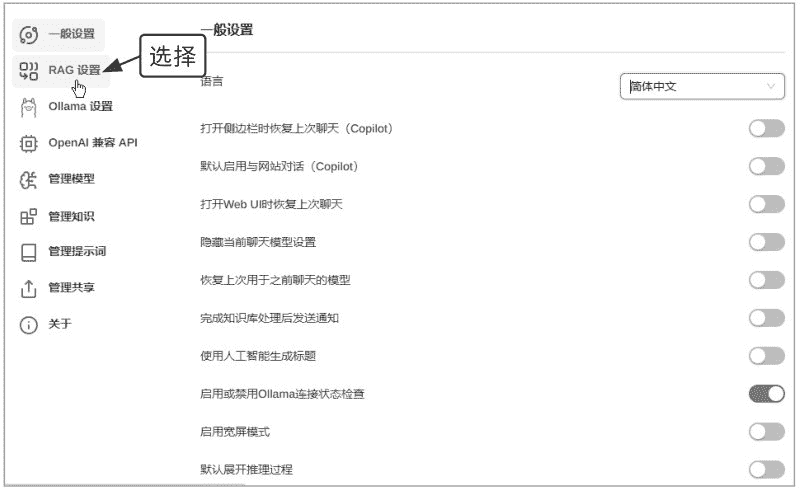 一般设置
RAG 设置
Ollama 设置
OpenAI 兼容 API
管理模型
管理知识
管理提示词
管理共享
关于
选择
一般设置
语言
简体中文
打开侧边栏时恢复上次聊天（Copilot）
默认启用与网站对话（Copilot）
打开Web UI时恢复上次聊天
隐藏当前聊天模型设置
恢复上次用于之前聊天的模型
完成知识库处理后发送通知
使用人工智能生成标题
启用或禁用Ollama连接状态检查
启用宽屏模式
默认展开推理过程